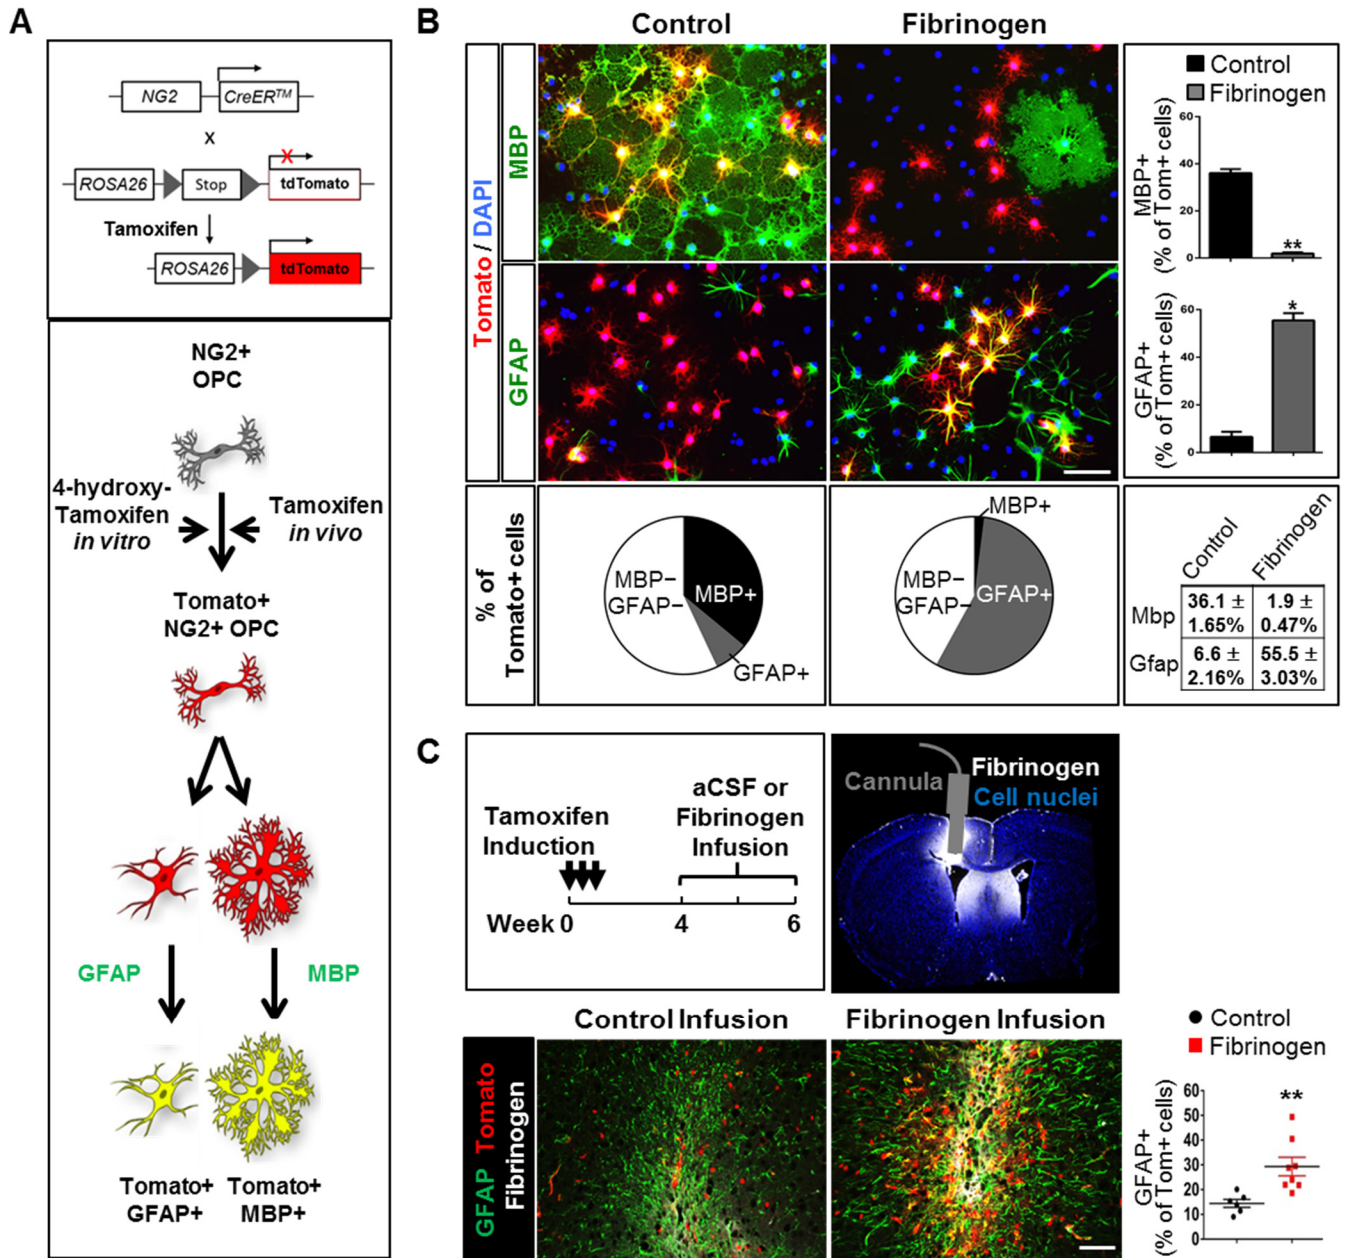 A
NG2
CreER™
x
ROSA26
Stop
X
tdTomato
Tamoxifen
ROSA26
tdTomato
NG2+
OPC
4-hydroxy-
Tamoxifen
in vitro
Tamoxifen
in vivo
Tomato+
NG2+ OPC
GFAP
MBP
Tomato+
GFAP+
Tomato+
MBP+
B
Control
Fibrinogen
Tomato / DAPI
MBP
GFAP
Control
Fibrinogen
MBP+
(% of Tom+ cells)
60
40
20
0
**
GFAP+
(% of Tom+ cells)
60
40
20
0
*
% of
Tomato+ cells
MBP−
GFAP−
MBP+
GFAP+
MBP+
MBP−
GFAP−
GFAP+
Control
Fibrinogen
Mbp
36.1 ±
1.65%
1.9 ±
0.47%
Gfap
6.6 ±
2.16%
55.5 ±
3.03%
C
Tamoxifen
Induction
aCSF or
Fibrinogen
Infusion
Week 0
4
6
Cannula
Fibrinogen
Cell nuclei
Control Infusion
Fibrinogen Infusion
GFAP Tomato
Fibrinogen
Control
Fibrinogen
GFAP+
(% of Tom+ cells)
60
50
40
30
20
10
0
**